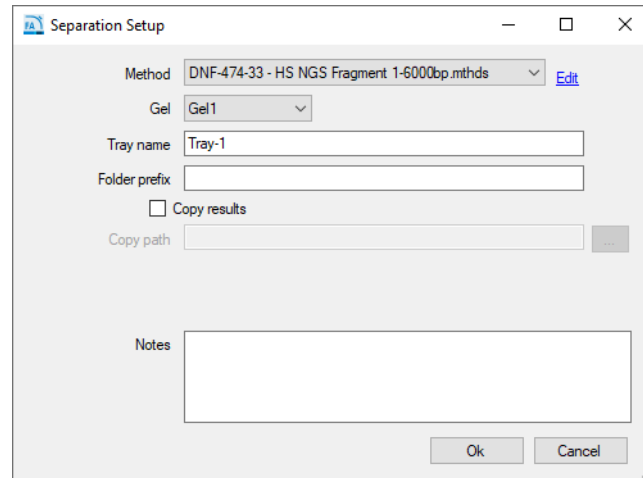 FA Separation Setup
Method DNF-474-33 - HS NGS Fragment 1-6000bp.mthds Edit
Gel Gel1
Tray name Tray-1
Folder prefix
Copy results
Copy path ...
Notes
Ok Cancel